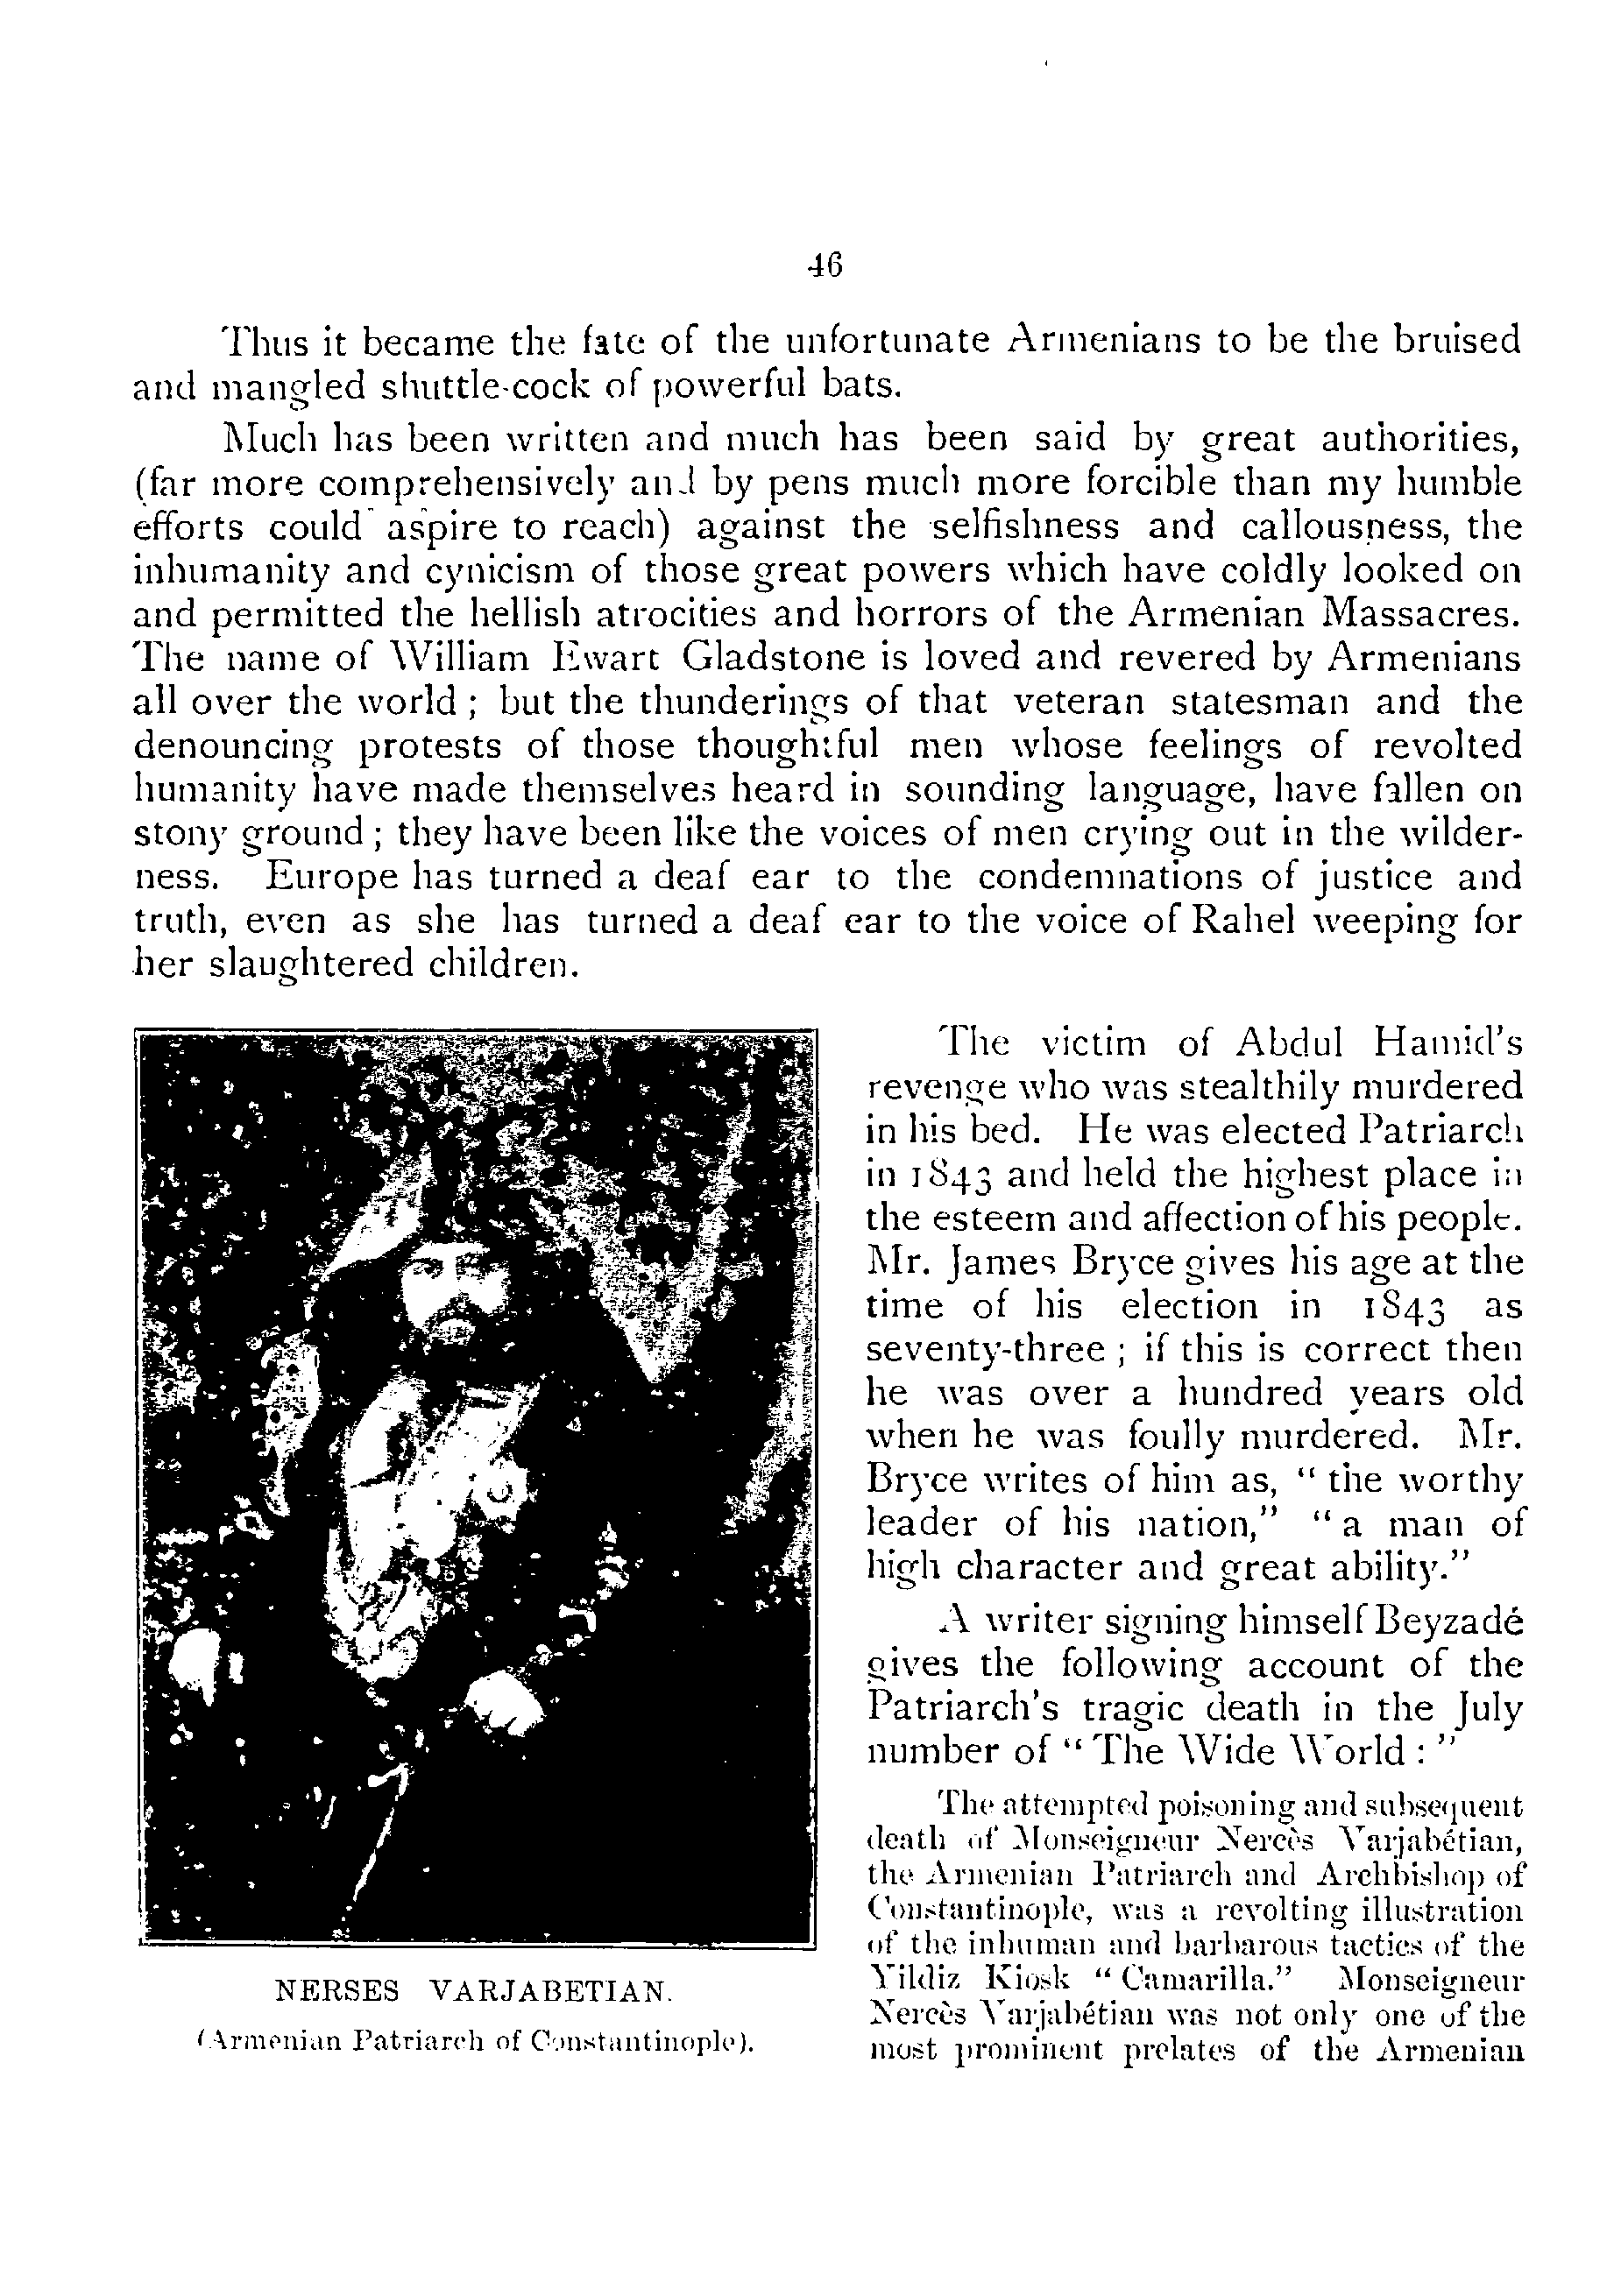 46
Thus it became the fate of the unfortunate Armenians to be the bruised
and mangled shuttle-cock of powerful bats.
Much has been written and much has been said by great authorities,
(far more comprehensively and by pens much more forcible than my humble
efforts could aspire to reach) against the selfishness and callousness, the
inhumanity and cynicism of those great powers which have coldly looked on
and permitted the hellish atrocities and horrors of the Armenian Massacres.
The name of William Ewart Gladstone is loved and revered by Armenians
all over the world ; but the thunderings of that veteran statesman and the
denouncing protests of those thoughtful men whose feelings of revolted
humanity have made themselves heard in sounding language, have fallen on
stony ground ; they have been like the voices of men crying out in the wilder-
ness. Europe has turned a deaf ear to the condemnations of justice and
truth, even as she has turned a deaf ear to the voice of Rahel weeping for
her slaughtered children.
The victim of Abdul Hamid's
revenge who was stealthily murdered
in his bed. He was elected Patriarch
in 1843 and held the highest place in
the esteem and affection of his people.
Mr. James Bryce gives his age at the
time of his election in 1843 as
seventy-three ; if this is correct then
he was over a hundred years old
when he was foully murdered. Mr.
Bryce writes of him as, “ the worthy
leader of his nation,” “ a man of
high character and great ability.”
A writer signing himself Beyzadé
gives the following account of the
Patriarch's tragic death in the July
number of “ The Wide World : ”
The attempted poisoning and subsequent
death of Monseigneur Nercès Varjabétian,
the Armenian Patriarch and Archbishop of
Constantinople, was a revolting illustration
of the inhuman and barbarous tactics of the
Yildiz Kiosk “ Camarilla.” Monseigneur
Nercès Varjabétian was not only one of the
most prominent prelates of the Armenian
NERSES VARJABETIAN.
(Armenian Patriarch of Constantinople).